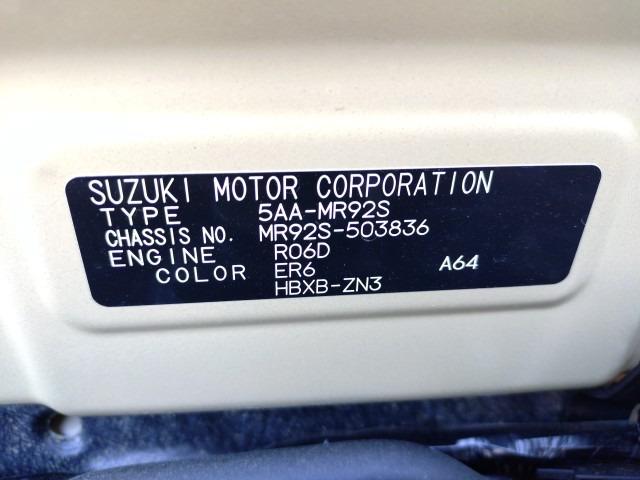 SUZUKI MOTOR CORPORATION
TYPE 5AA-MR92S
CHASSIS NO. MR92S-503836
ENGINE R06D
COLOR ER6 A64
HBXB-ZN3